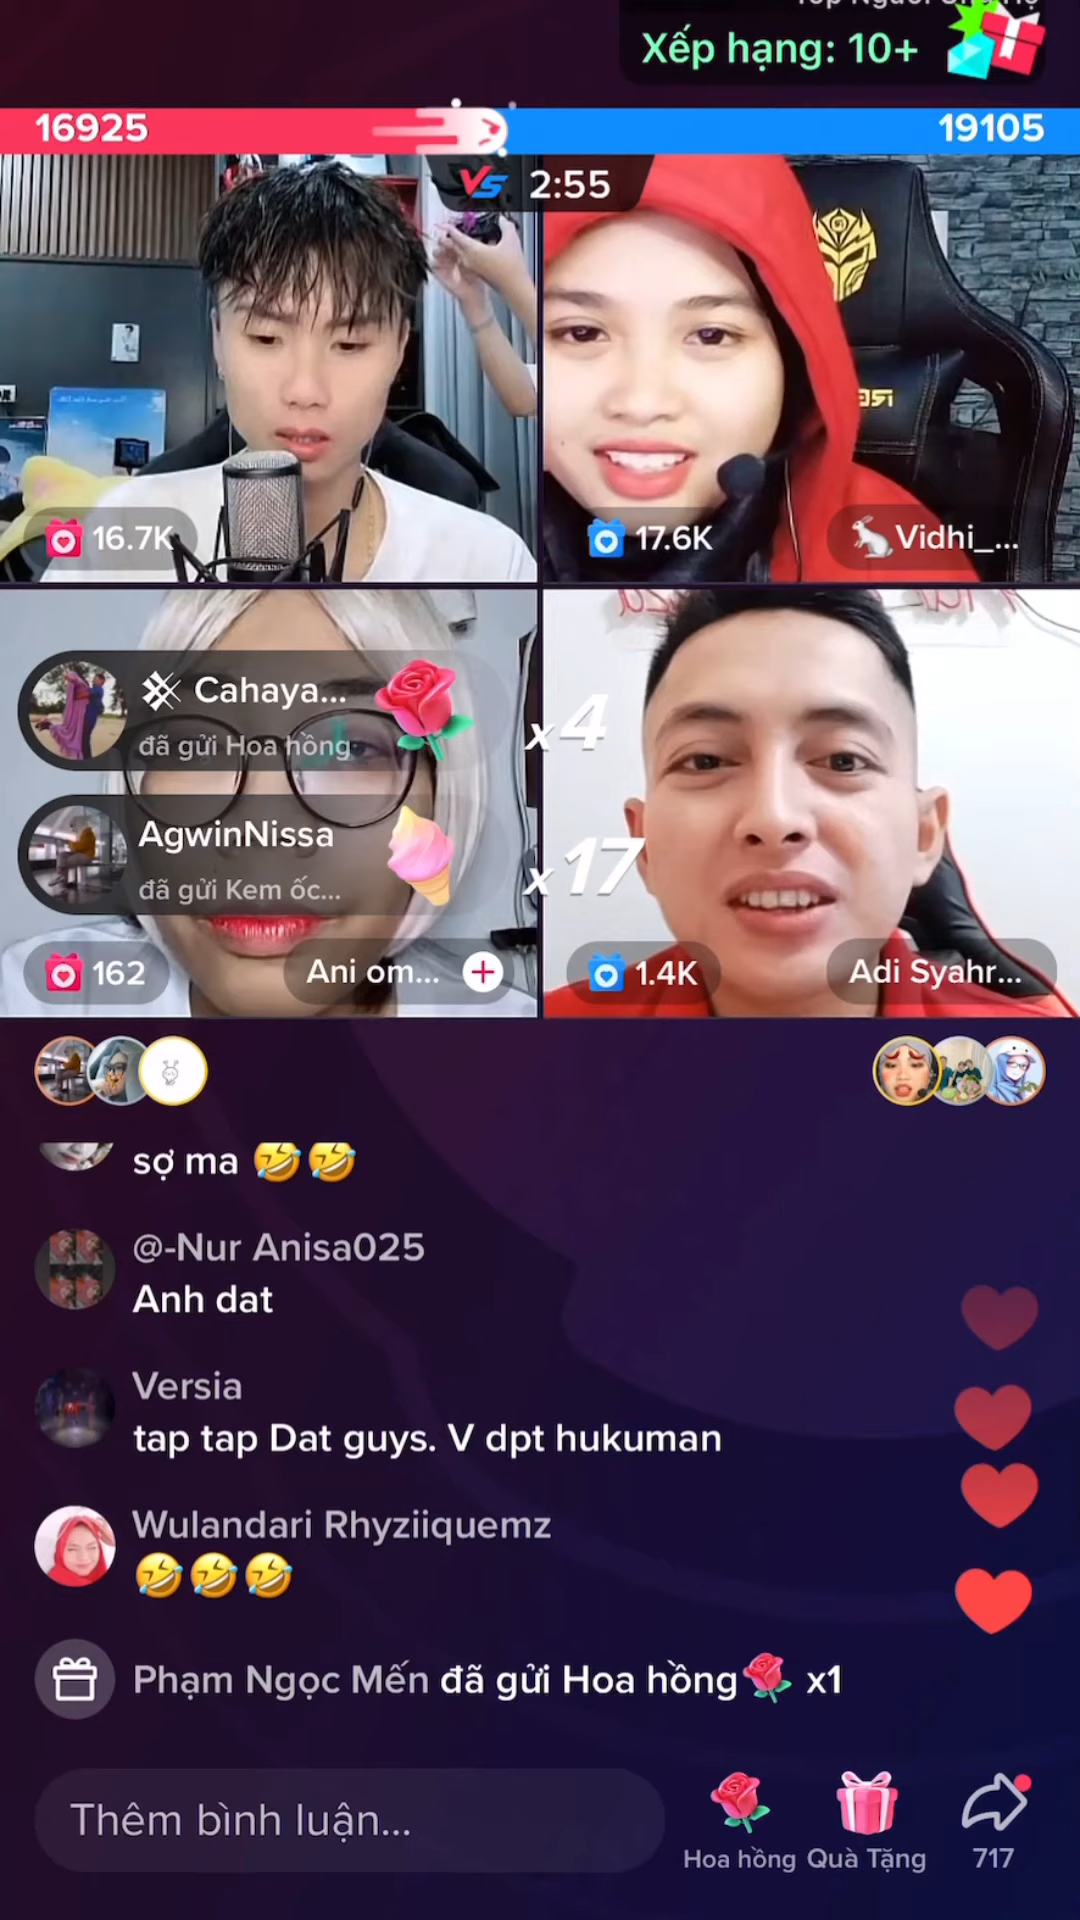 Xếp hạng: 10+
16925
19105
VS 2:55
16.7K
17.6K
Vidhi_...
Cahaya...
đã gửi Hoa hồng
x4
AgwinNissa
đã gửi Kem ốc...
x17
162
Ani om...
1.4K
Adi Syahr...
sợ ma 🤣🤣
@-Nur Anisa025
Anh dat
Versia
tap tap Dat guys. V dpt hukuman
Wulandari Rhyziiquemz
🤣🤣🤣
Phạm Ngọc Mến đã gửi Hoa hồng🌹 x1
Thêm bình luận...
Hoa hồng
Quà Tặng
717